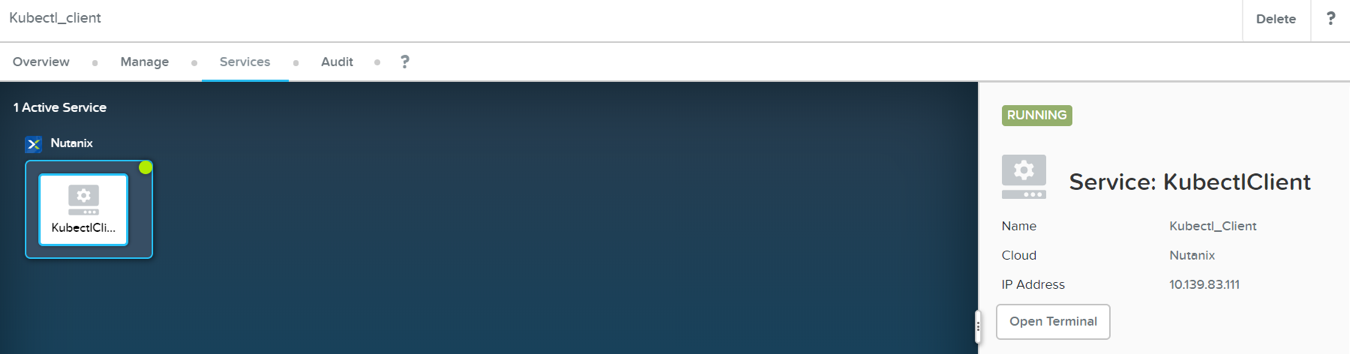 Kubectl_client
Delete
?
Overview
Manage
Services
Audit
?
1 Active Service
Nutanix
KubectlCli...
RUNNING
Service: KubectlClient
Name Kubectl_Client
Cloud Nutanix
IP Address 10.139.83.111
Open Terminal